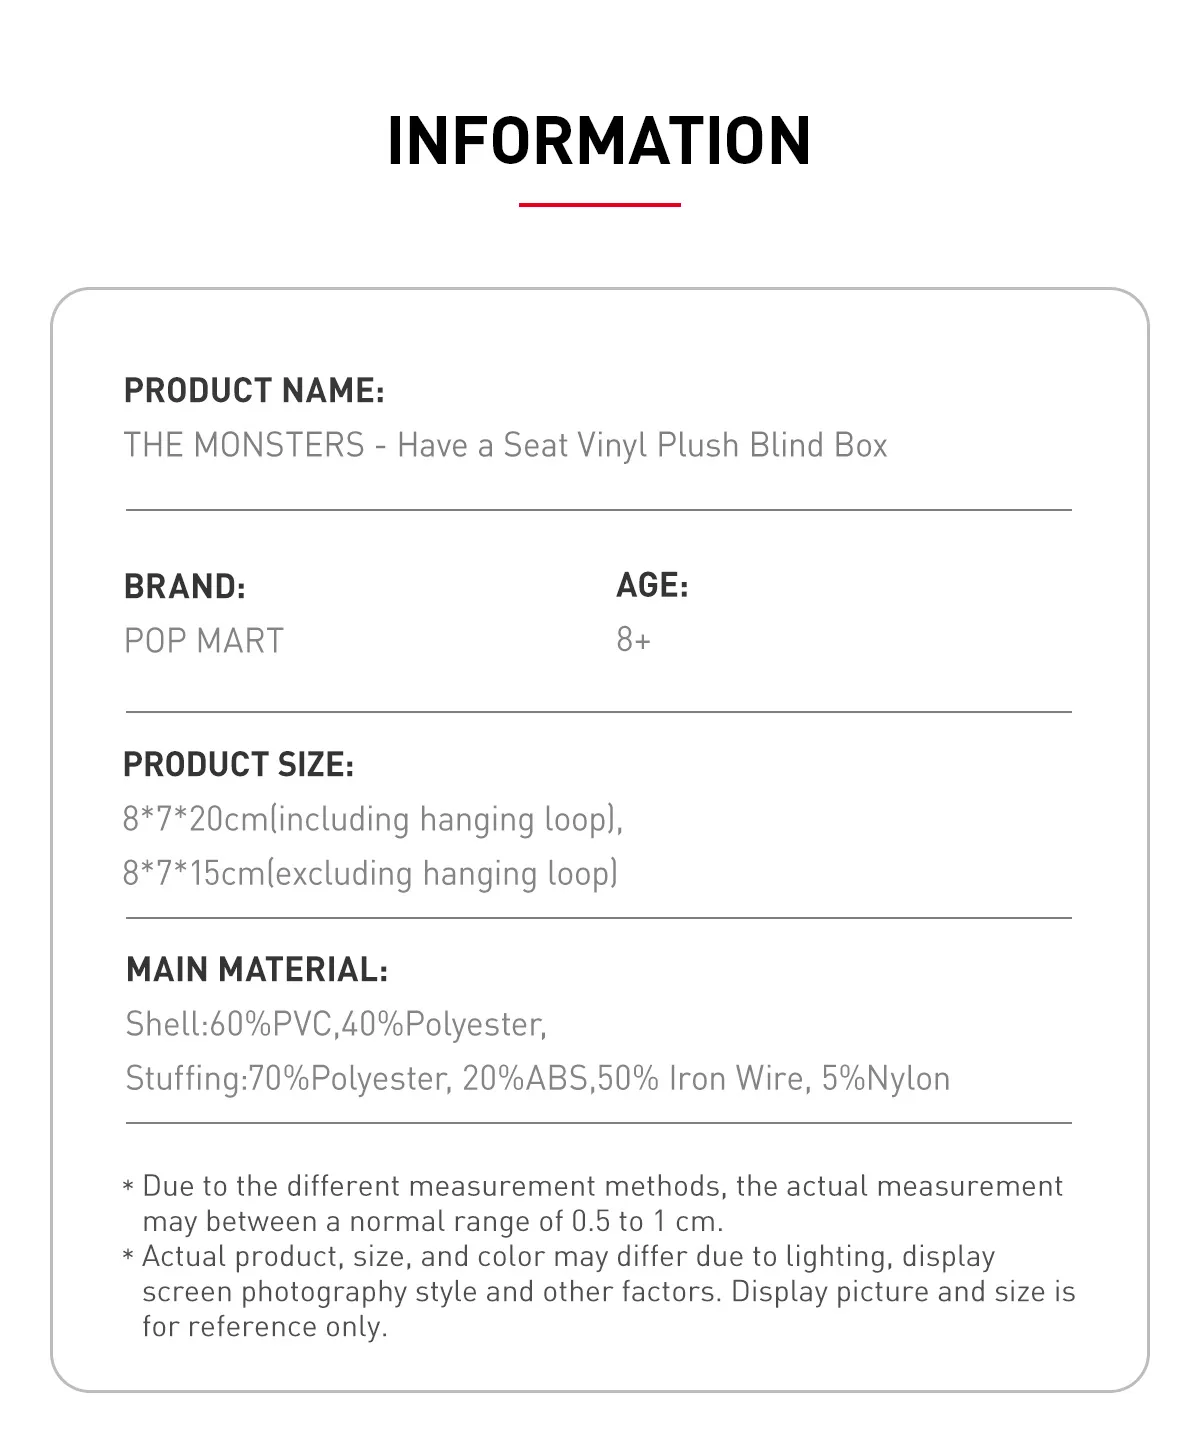 INFORMATION
PRODUCT NAME:
THE MONSTERS - Have a Seat Vinyl Plush Blind Box
BRAND:
POP MART
AGE:
8+
PRODUCT SIZE:
8*7*20cm(including hanging loop),
8*7*15cm(excluding hanging loop)
MAIN MATERIAL:
Shell:60%PVC,40%Polyester,
Stuffing:70%Polyester, 20%ABS,50% Iron Wire, 5%Nylon
* Due to the different measurement methods, the actual measurement
may between a normal range of 0.5 to 1 cm.
* Actual product, size, and color may differ due to lighting, display
screen photography style and other factors. Display picture and size is
for reference only.